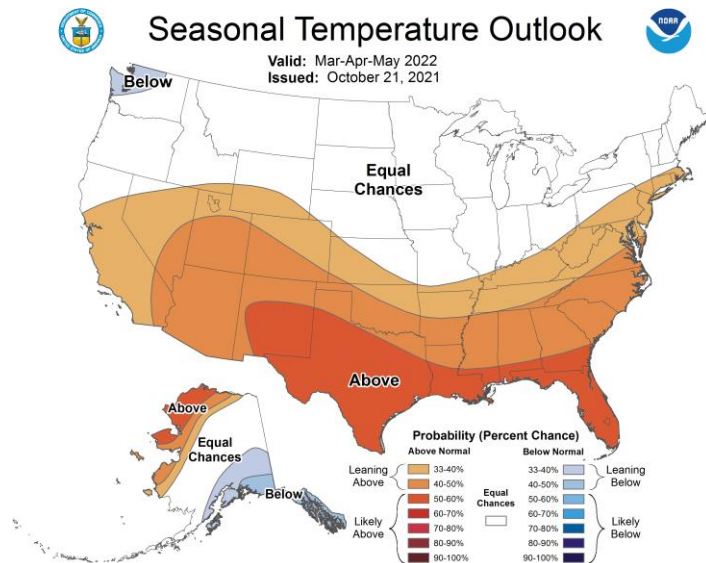 Seasonal Temperature Outlook
Valid: Mar-Apr-May 2022
Issued: October 21, 2021
NOAA
Below
Equal
Chances
Above
Above
Equal
Chances
Below
Probability (Percent Chance)
Above Normal
Below Normal
Leaning
Above
33-40%
40-50%
Likely
Above
50-60%
60-70%
70-80%
80-90%
90-100%
Equal
Chances
33-40%
40-50%
Leaning
Below
50-60%
60-70%
70-80%
80-90%
90-100%
Likely
Below